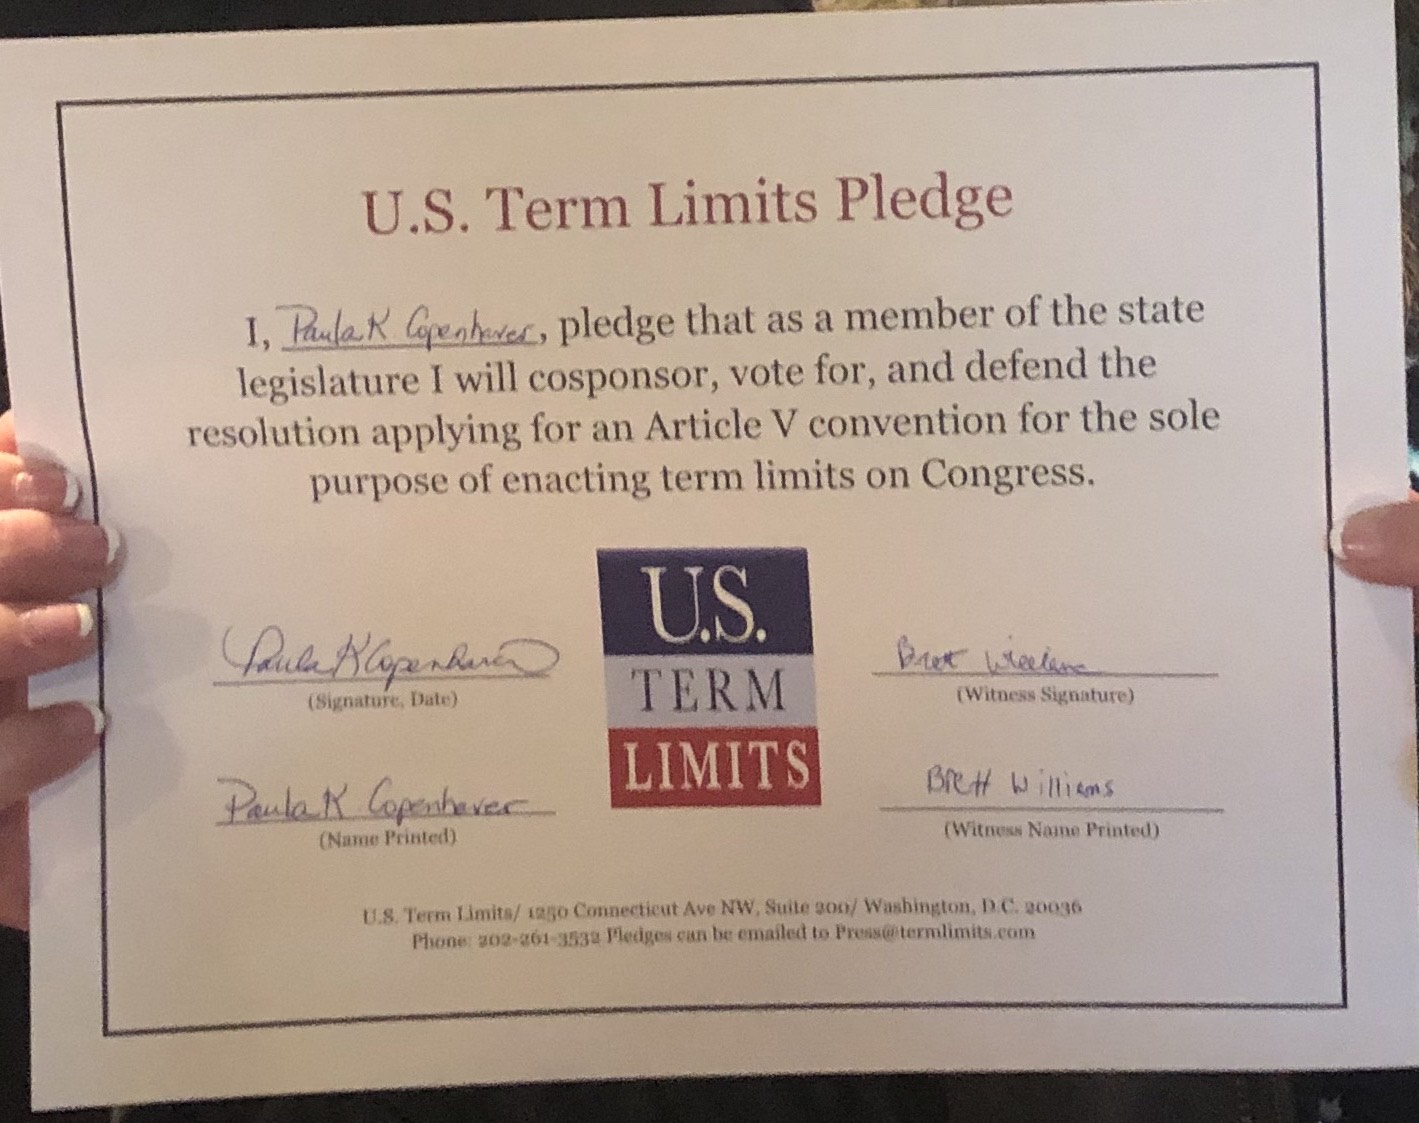 U.S. Term Limits Pledge
I, Paula K Copenhaver, pledge that as a member of the state
legislature I will cosponsor, vote for, and defend the
resolution applying for an Article V convention for the sole
purpose of enacting term limits on Congress.
U.S.
TERM
LIMITS
Paula K Copenhaver
(Signature, Date)
Brett
(Witness Signature)
Paula K Copenhaver
(Name Printed)
Brett Williams
(Witness Name Printed)
U.S. Term Limits/ 1250 Connecticut Ave NW, Suite 200/ Washington, D.C. 20036
Phone: 202-261-3532 Pledges can be emailed to Press@termlimits.com